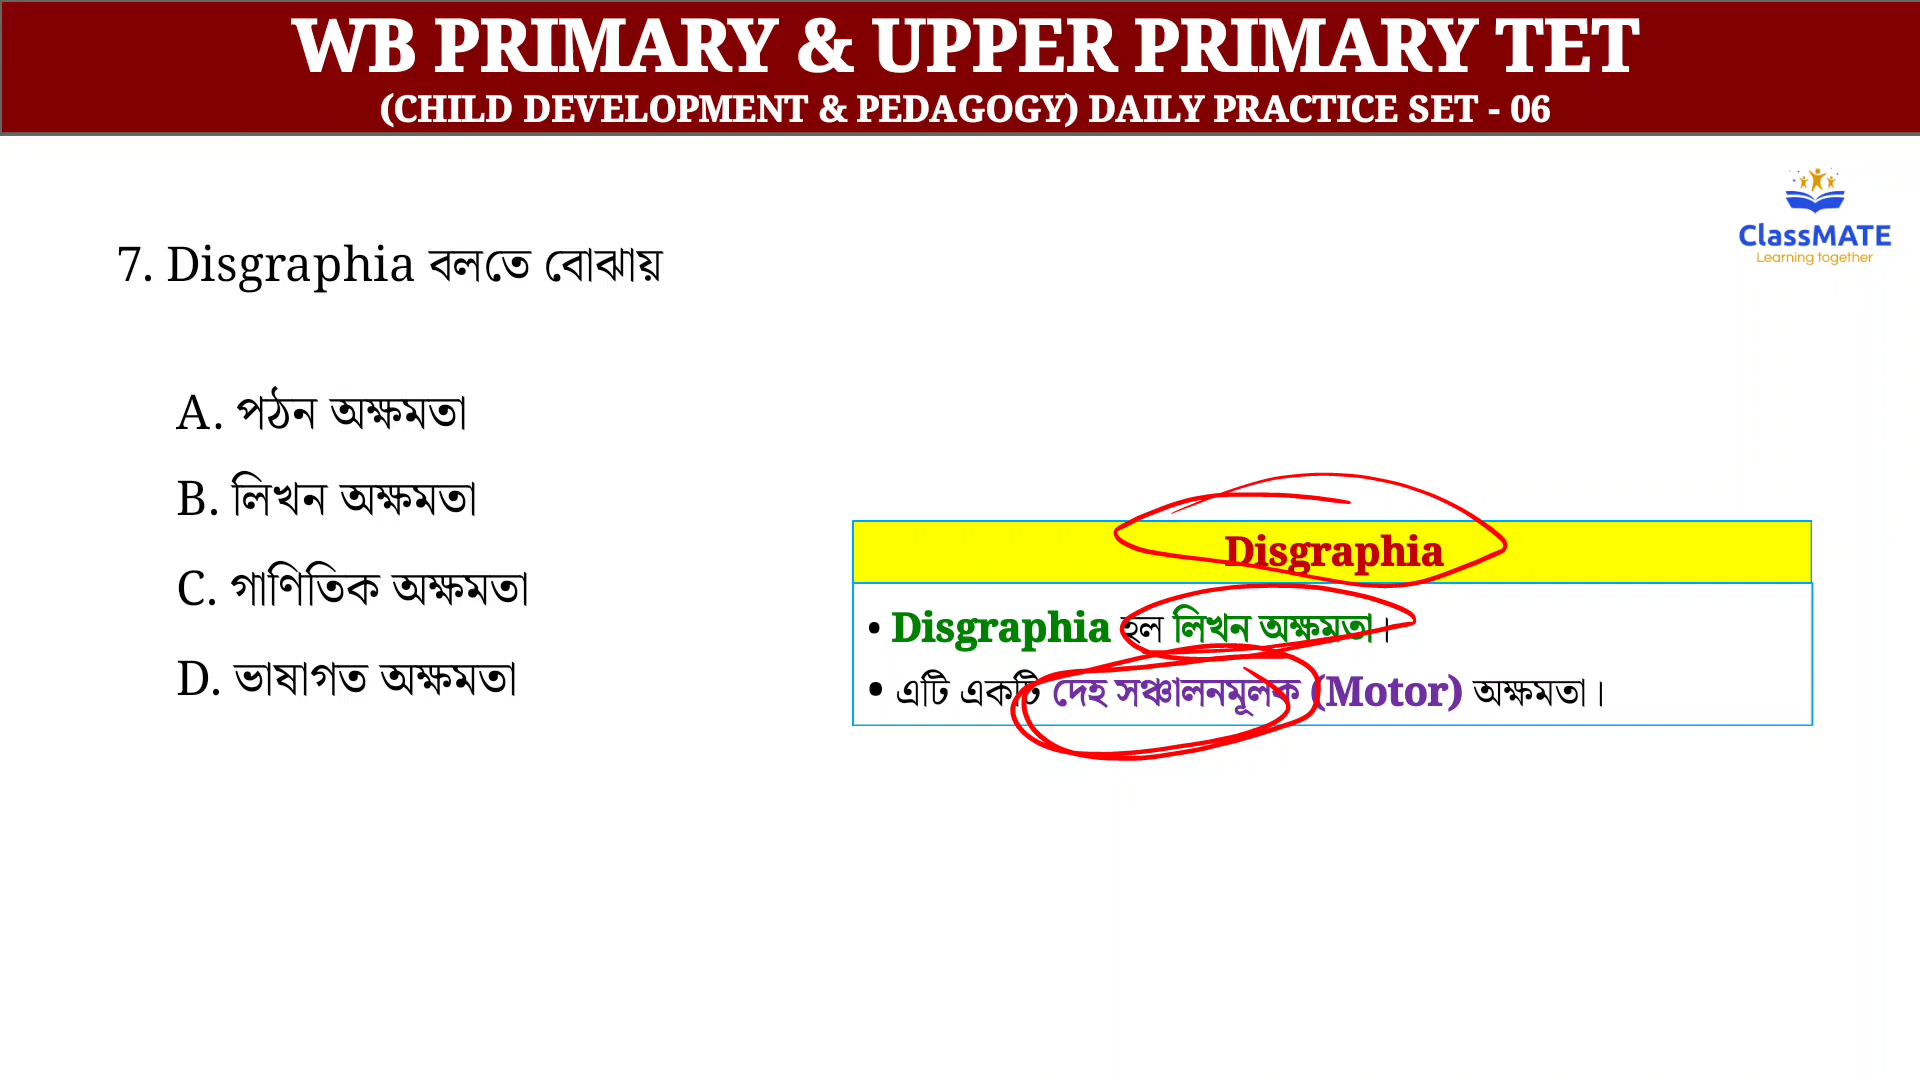 WB PRIMARY & UPPER PRIMARY TET
(CHILD DEVELOPMENT & PEDAGOGY) DAILY PRACTICE SET - 06
ClassMATE
Learning together
7. Disgraphia বলতে বোঝায়
A. পঠন অক্ষমতা
B. লিখন অক্ষমতা
C. গাণিতিক অক্ষমতা
D. ভাষাগত অক্ষমতা
Disgraphia
• Disgraphia হল লিখন অক্ষমতা।
• এটি একটি দেহ সঞ্চালনমূলক (Motor) অক্ষমতা।